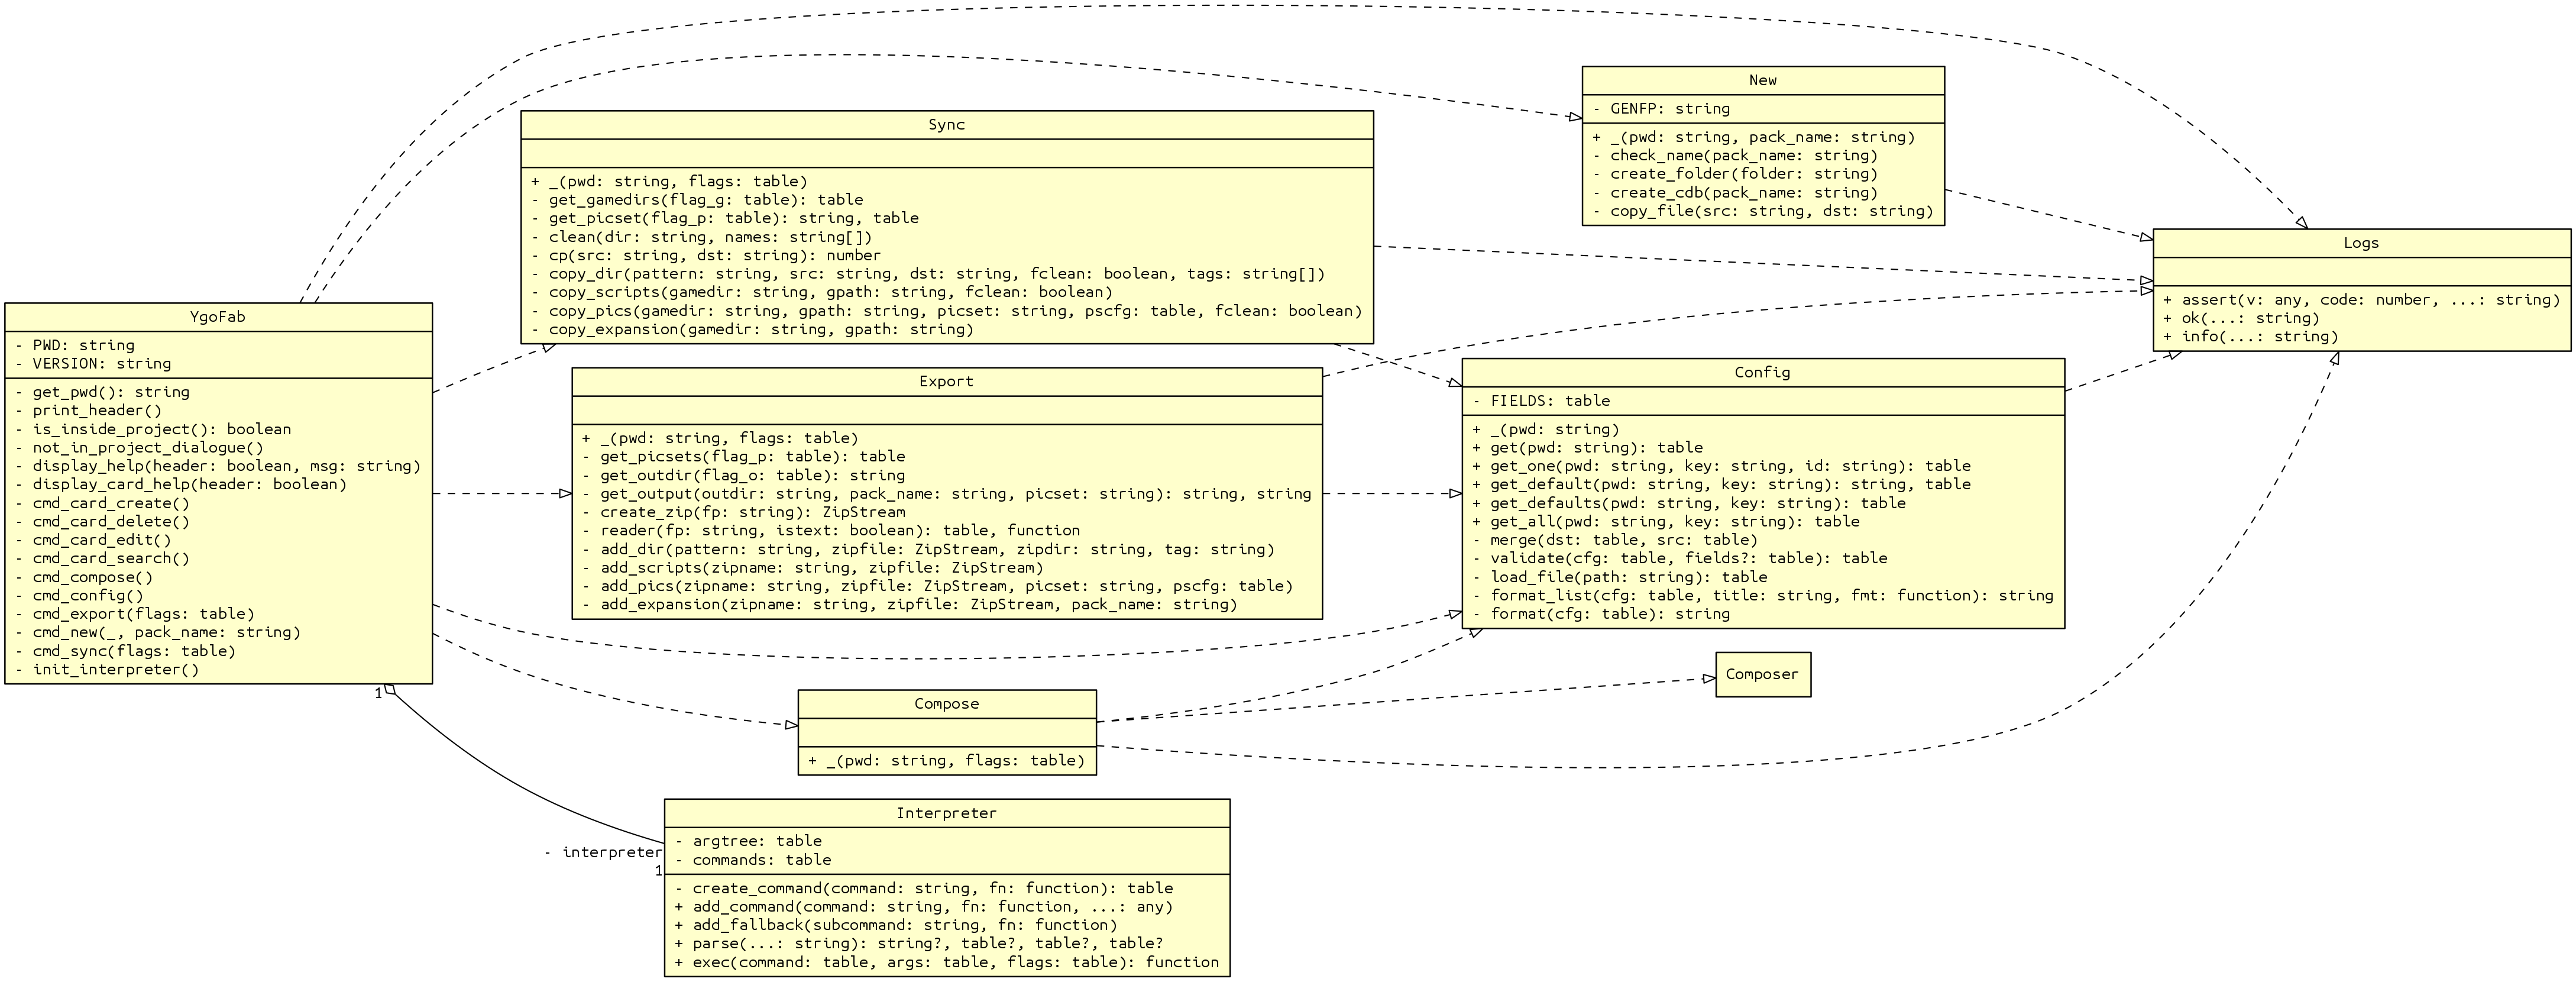 New
- GENFP: string
+ _(pwd: string, pack_name: string)
- check_name(pack_name: string)
- create_folder(folder: string)
- create_cdb(pack_name: string)
- copy_file(src: string, dst: string)
Sync
+ _(pwd: string, flags: table)
- get_gamedirs(flag_g: table): table
- get_picset(flag_p: table): string, table
- clean(dir: string, names: string[])
- cp(src: string, dst: string): number
- copy_dir(pattern: string, src: string, dst: string, fclean: boolean, tags: string[])
- copy_scripts(gamedir: string, gpath: string, fclean: boolean)
- copy_pics(gamedir: string, gpath: string, picset: string, pscfg: table, fclean: boolean)
- copy_expansion(gamedir: string, gpath: string)
Logs
+ assert(v: any, code: number, ...: string)
+ ok(...: string)
+ info(...: string)
YgoFab
- PWD: string
- VERSION: string
- get_pwd(): string
- print_header()
- is_inside_project(): boolean
- not_in_project_dialogue()
- display_help(header: boolean, msg: string)
- display_card_help(header: boolean)
- cmd_card_create()
- cmd_card_delete()
- cmd_card_edit()
- cmd_card_search()
- cmd_compose()
- cmd_config()
- cmd_export(flags: table)
- cmd_new(_, pack_name: string)
- cmd_sync(flags: table)
- init_interpreter()
Export
+ _(pwd: string, flags: table)
- get_picsets(flag_p: table): table
- get_outdir(flag_o: table): string
- get_output(outdir: string, pack_name: string, picset: string): string, string
- create_zip(fp: string): ZipStream
- reader(fp: string, istext: boolean): table, function
- add_dir(pattern: string, zipfile: ZipStream, zipdir: string, tag: string)
- add_scripts(zipname: string, zipfile: ZipStream)
- add_pics(zipname: string, zipfile: ZipStream, picset: string, pscfg: table)
- add_expansion(zipname: string, zipfile: ZipStream, pack_name: string)
Config
- FIELDS: table
+ _(pwd: string)
+ get(pwd: string): table
+ get_one(pwd: string, key: string, id: string): table
+ get_default(pwd: string, key: string): string, table
+ get_defaults(pwd: string, key: string): table
+ get_all(pwd: string, key: string): table
- merge(dst: table, src: table)
- validate(cfg: table, fields?: table): table
- load_file(path: string): table
- format_list(cfg: table, title: string, fmt: function): string
- format(cfg: table): string
Composer
Compose
+ _(pwd: string, flags: table)
1
- interpreter
1
Interpreter
- argtree: table
- commands: table
- create_command(command: string, fn: function): table
+ add_command(command: string, fn: function, ...: any)
+ add_fallback(subcommand: string, fn: function)
+ parse(...: string): string?, table?, table?, table?
+ exec(command: table, args: table, flags: table): function